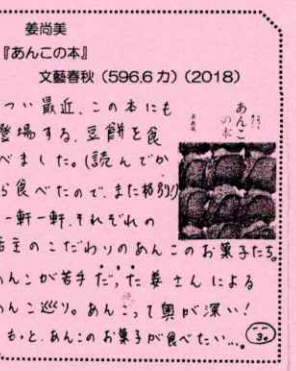 姜尚美
『あんこの本』
文藝春秋（596.6 カ）（2018）
つい最近、この本にも
登場する、豆餅を食
べました。(読んでか
ら食べたので、また格別!)
一軒一軒、それぞれの
店主のこだわりのあんこのお菓子たち。
あんこが苦手だった姜さんによる
あんこ巡り。あんこって奥が深い!
もっと、あんこのお菓子が食べたい…。
あんこの本
姜尚美